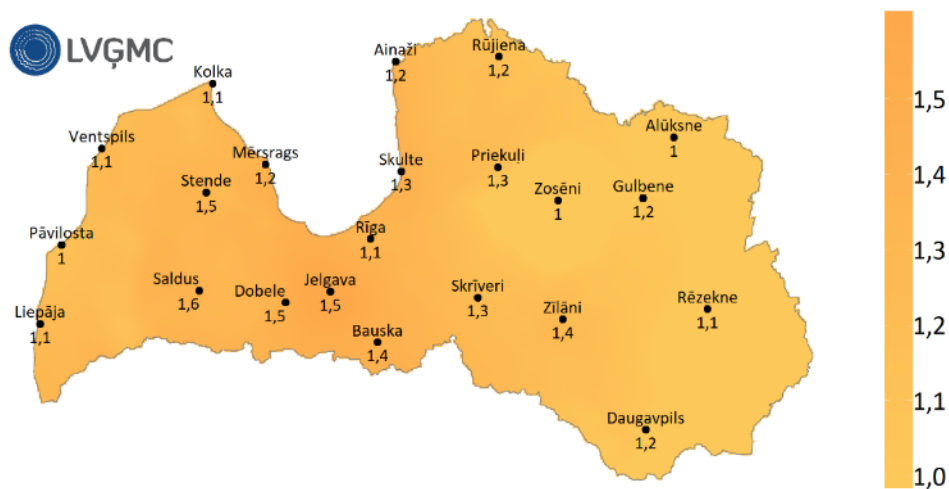 LVĢMC
Ainaži
1,2
Rūjiena
1,2
Kolka
1,1
Ventspils
1,1
Mērsrags
1,2
Stende
1,5
Skulte
1,3
Priekuļi
1,3
Alūksne
1
Zosēni
1
Gulbene
1,2
Pāvilosta
1
Rīga
1,1
Saldus
1,6
Dobele
1,5
Jelgava
1,5
Skrīveri
1,3
Zīlāni
1,4
Rēzekne
1,1
Liepāja
1,1
Bauska
1,4
Daugavpils
1,2
1,5
1,4
1,3
1,2
1,1
1,0